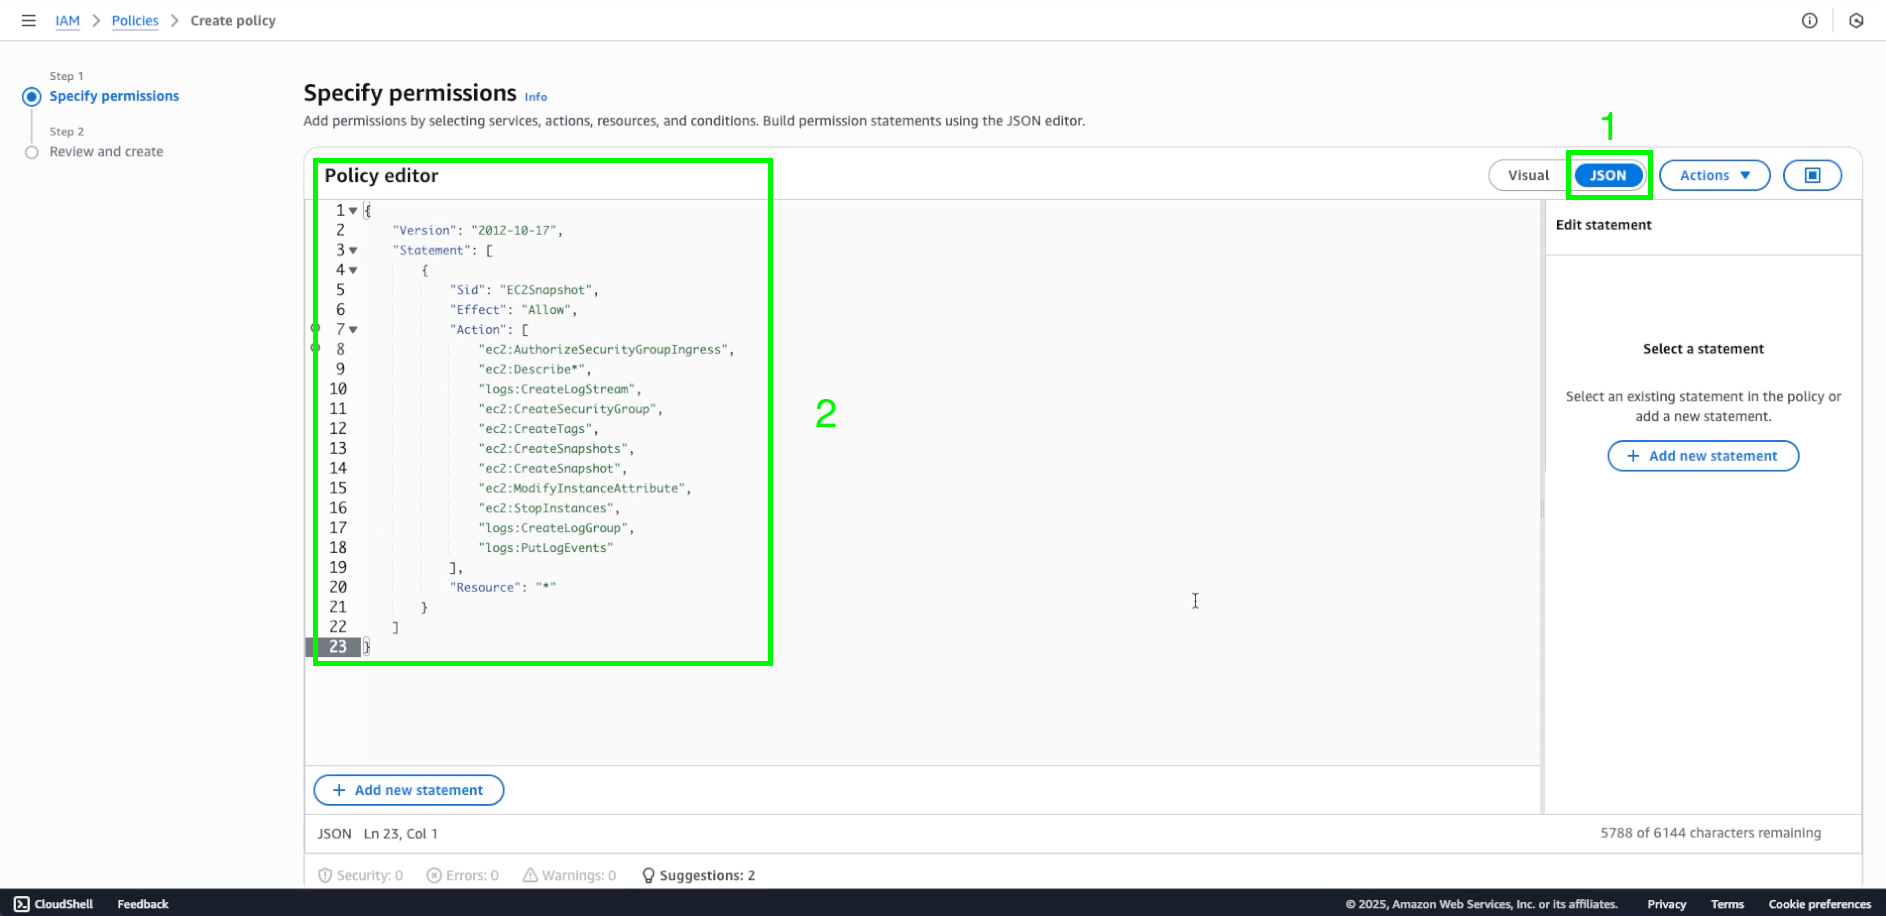 IAM > Policies > Create policy
Step 1
Specify permissions
Step 2
Review and create
Specify permissions Info
Add permissions by selecting services, actions, resources, and conditions. Build permission statements using the JSON editor.
1
Policy editor
Visual JSON Actions
1 {
2 "Version": "2012-10-17",
3 "Statement": [
4 {
5 "Sid": "EC2Snapshot",
6 "Effect": "Allow",
7 "Action": [
8 "ec2:AuthorizeSecurityGroupIngress",
9 "ec2:Describe*",
10 "logs:CreateLogStream",
11 "ec2:CreateSecurityGroup",
12 "ec2:CreateTags",
13 "ec2:CreateSnapshots",
14 "ec2:CreateSnapshot",
15 "ec2:ModifyInstanceAttribute",
16 "ec2:StopInstances",
17 "logs:CreateLogGroup",
18 "logs:PutLogEvents"
19 ],
20 "Resource": "*"
21 }
22 ]
23 }
2
Edit statement
Select a statement
Select an existing statement in the policy or
add a new statement.
+ Add new statement
+ Add new statement
JSON Ln 23, Col 1
5788 of 6144 characters remaining
Security: 0 Errors: 0 Warnings: 0 Suggestions: 2
CloudShell Feedback
© 2025, Amazon Web Services, Inc. or its affiliates. Privacy Terms Cookie preferences